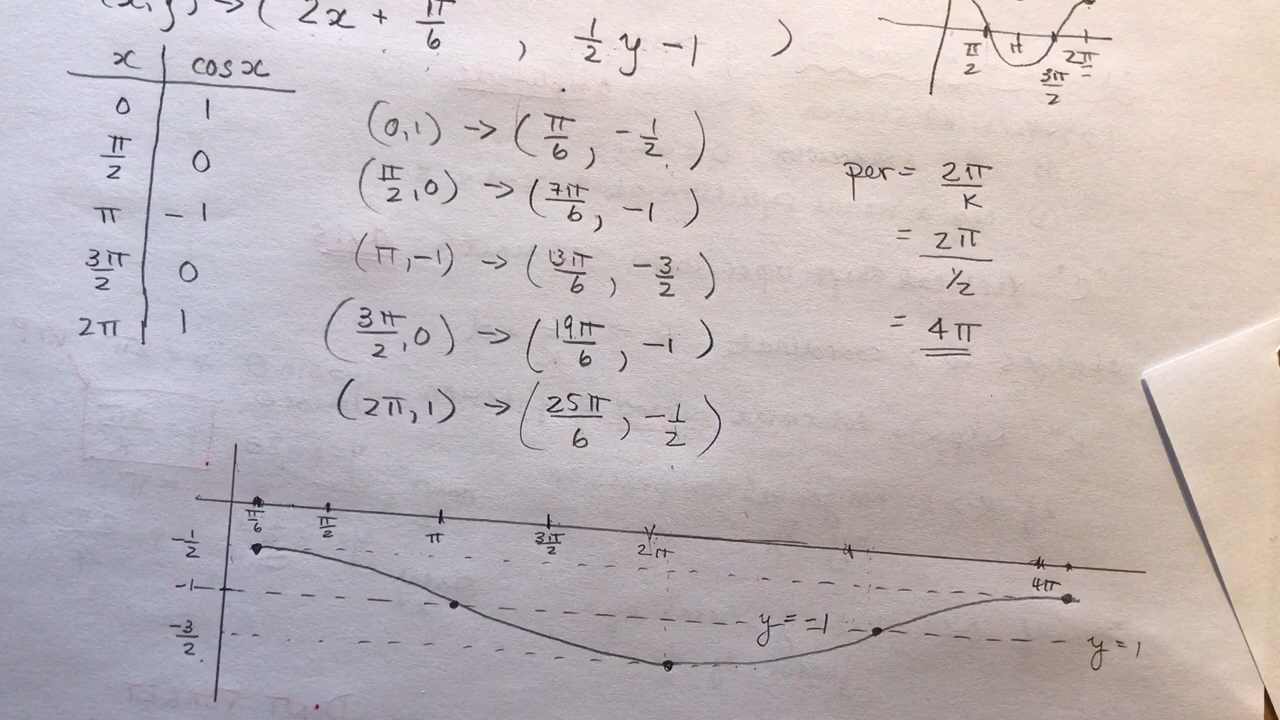 (x,y) → ( 2x + π/6 , 1/2 y − 1 )
π/2 π 3π/2 2π
x | cos x
0 | 1
π/2 | 0
π | −1
3π/2 | 0
2π | 1
(0,1) → (π/6, −1/2)
(π/2,0) → (7π/6, −1)
(π,−1) → (13π/6, −3/2)
(3π/2,0) → (19π/6, −1)
(2π,1) → (25π/6, −1/2)
per = 2π/K
= 2π/1/2
= 4π
π/6 π/2 π 3π/2 2π 4π
−1/2
−1
−3/2
y = −1
y = 1